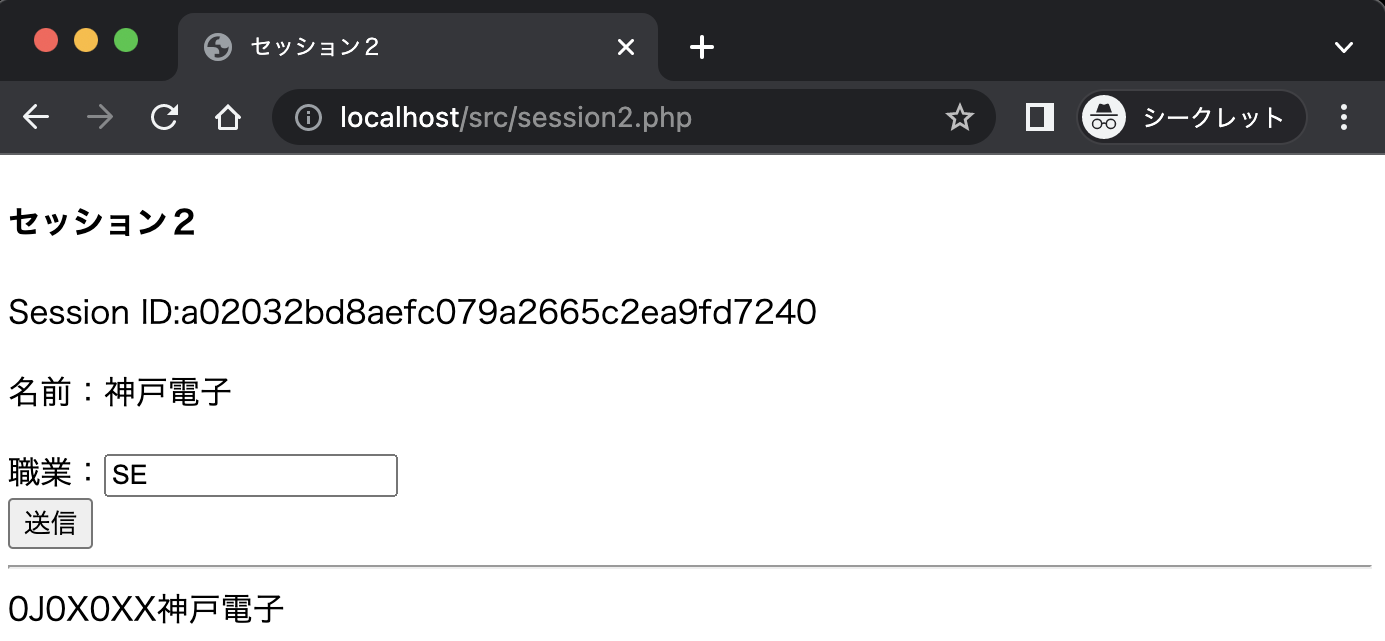 セッション２
localhost/src/session2.php
シークレット
セッション２
Session ID:a02032bd8aefc079a2665c2ea9fd7240
名前：神戸電子
職業：SE
送信
0J0X0XX神戸電子